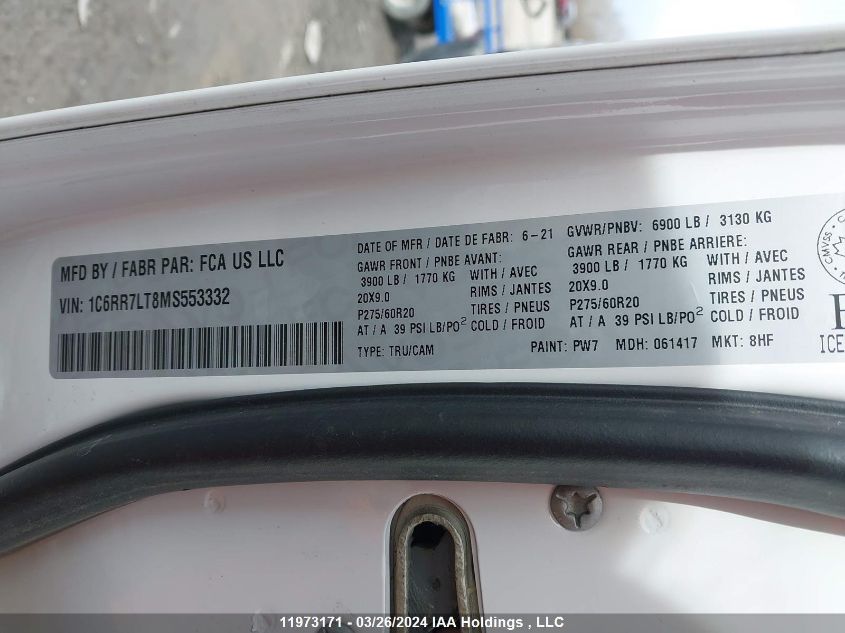 MFD BY / FABR PAR: FCA US LLC
VIN: 1C6RR7LT8MS553332
DATE OF MFR / DATE DE FABR: 6-21
GVWR/PNBV: 6900 LB / 3130 KG
GAWR FRONT / PNBE AVANT:
3900 LB / 1770 KG WITH / AVEC
20X9.0 RIMS / JANTES
P275/60R20 TIRES / PNEUS
AT / A 39 PSI LB/PO² COLD / FROID
GAWR REAR / PNBE ARRIERE:
3900 LB / 1770 KG WITH / AVEC
20X9.0 RIMS / JANTES
P275/60R20 TIRES / PNEUS
AT / A 39 PSI LB/PO² COLD / FROID
TYPE: TRU/CAM PAINT: PW7 MDH: 061417 MKT: 8HF
CMVSS
11973171 - 03/26/2024 IAA Holdings , LLC